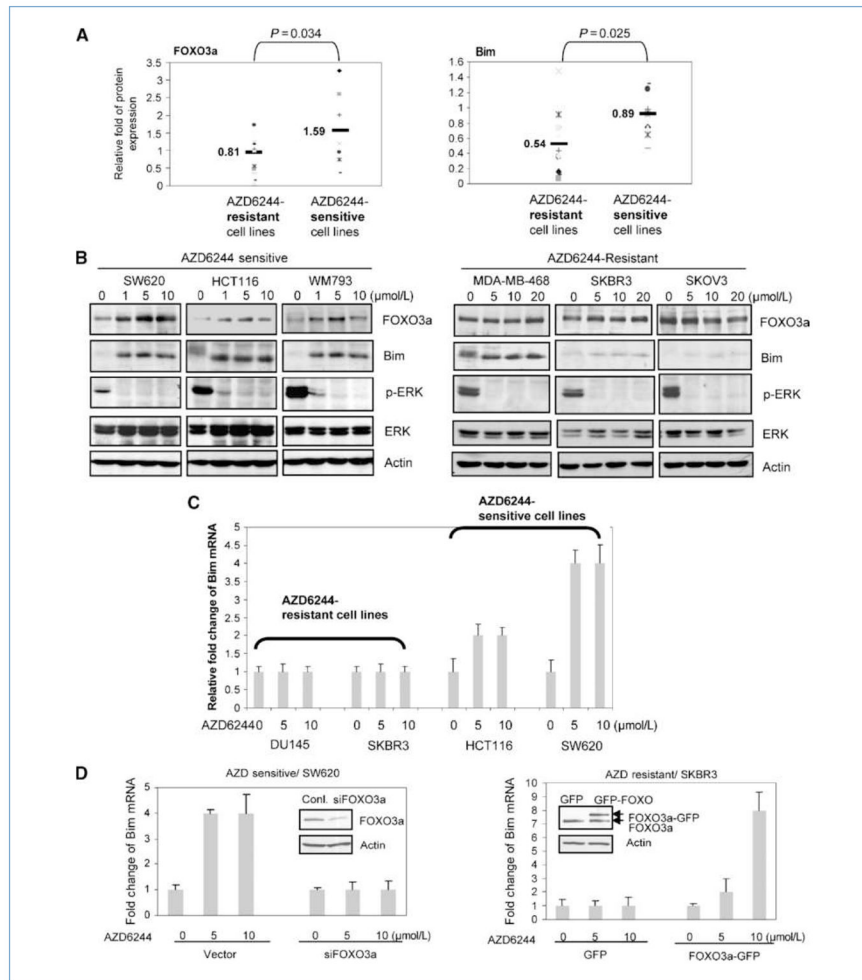 A
P = 0.034
FOXO3a
3.5
3
2.5
2
1.5
1
0.5
0
Relative fold of protein
expression
0.81
1.59
AZD6244-
resistant
cell lines
AZD6244-
sensitive
cell lines
P = 0.025
Bim
1.6
1.4
1.2
1
0.8
0.6
0.4
0.2
0
0.54
0.89
AZD6244-
resistant
cell lines
AZD6244-
sensitive
cell lines
B
AZD6244 sensitive
SW620 HCT116 WM793
0 1 5 10 0 1 5 10 0 1 5 10 (μmol/L)
FOXO3a
Bim
p-ERK
ERK
Actin
AZD6244-Resistant
MDA-MB-468 SKBR3 SKOV3
0 5 10 20 0 5 10 20 0 5 10 20 (μmol/L)
FOXO3a
Bim
p-ERK
ERK
Actin
C
AZD6244-
sensitive cell lines
Relative fold change of Bim mRNA
5
4.5
4
3.5
3
2.5
2
1.5
1
0.5
0
AZD6244-
resistant cell lines
AZD62440 5 10 0 5 10 0 5 10 0 5 10 (μmol/L)
DU145 SKBR3 HCT116 SW620
D
AZD sensitive/ SW620
Fold change of Bim mRNA
5
4
3
2
1
0
Conl. siFOXO3a
FOXO3a
Actin
AZD6244 0 5 10 0 5 10 (μmol/L)
Vector siFOXO3a
AZD resistant/ SKBR3
Fold change of Bim mRNA
10
9
8
7
6
5
4
3
2
1
0
GFP GFP-FOXO
FOXO3a-GFP
FOXO3a
Actin
AZD6244 0 5 10 0 5 10 (μmol/L)
GFP FOXO3a-GFP